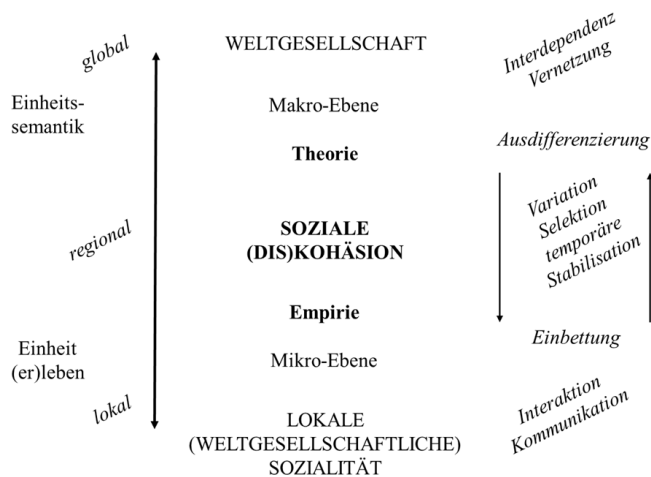 global
WELTGESELLSCHAFT
Interdependenz
Vernetzung
Einheits-
semantik
Makro-Ebene
Theorie
Ausdifferenzierung
regional
SOZIALE
(DIS)KOHÄSION
Variation
Selektion
temporäre
Stabilisation
Empirie
Einheit
(er)leben
Mikro-Ebene
Einbettung
lokal
LOKALE
(WELTGESELLSCHAFTLICHE)
SOZIALITÄT
Interaktion
Kommunikation